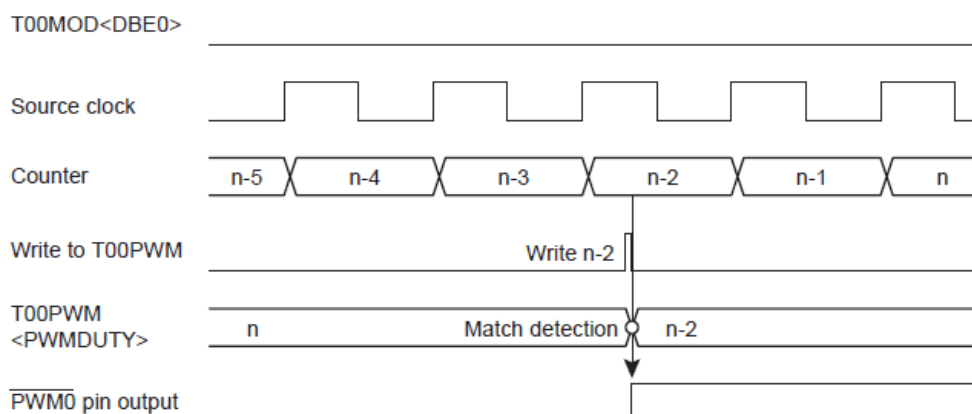 T00MOD<DBE0>
Source clock
Counter n-5 n-4 n-3 n-2 n-1 n
Write to T00PWM Write n-2
T00PWM
<PWMDUTY> n Match detection n-2
PWM0 pin output